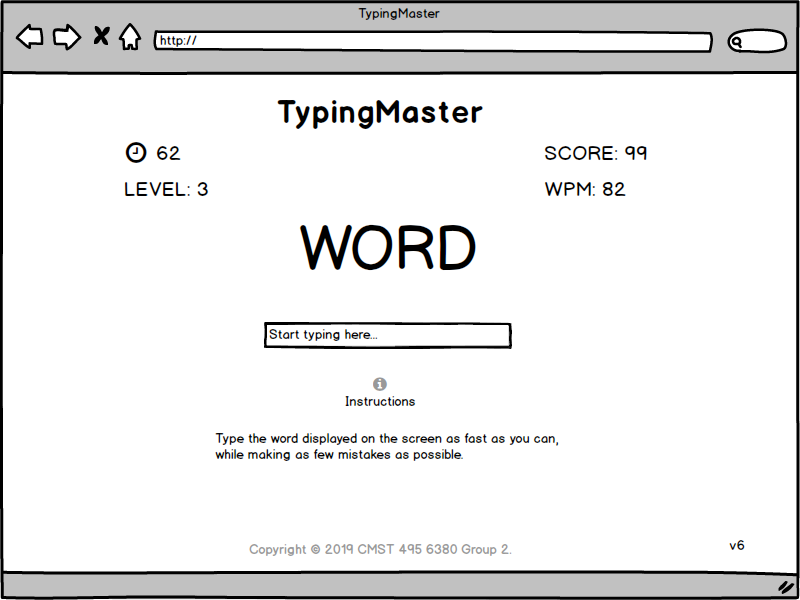 TypingMaster
http://
TypingMaster
62
SCORE: 99
LEVEL: 3
WPM: 82
WORD
Start typing here...
Instructions
Type the word displayed on the screen as fast as you can,
while making as few mistakes as possible.
Copyright © 2019 CMST 495 6380 Group 2.
v6